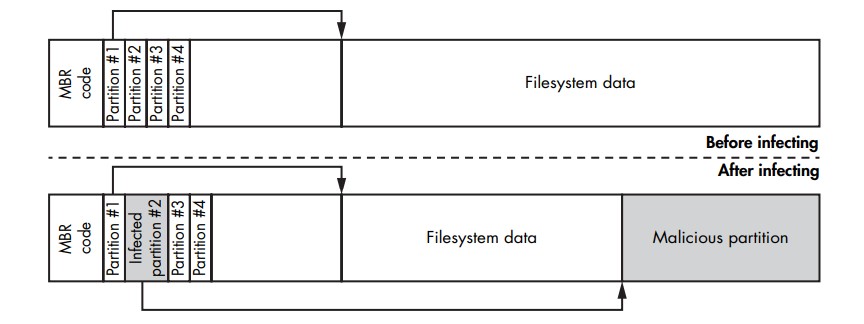 MBR
code
Partition #1
Partition #2
Partition #3
Partition #4
Filesystem data
Before infecting
After infecting
MBR
code
Partition #1
Infected
partition #2
Partition #3
Partition #4
Filesystem data
Malicious partition